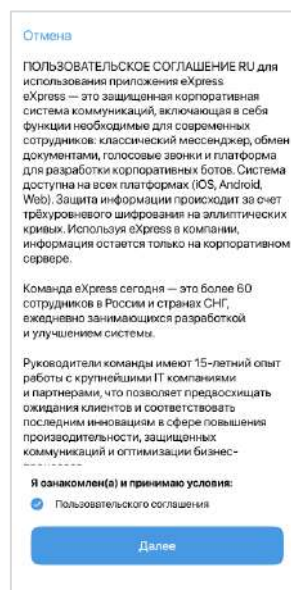 Отмена
ПОЛЬЗОВАТЕЛЬСКОЕ СОГЛАШЕНИЕ RU для
использования приложения eXpress
eXpress — это защищенная корпоративная
система коммуникаций, включающая в себя
функции необходимые для современных
сотрудников: классический мессенджер, обмен
документами, голосовые звонки и платформа
для разработки корпоративных ботов. Система
доступна на всех платформах (iOS, Android,
Web). Защита информации происходит за счет
трёхуровневого шифрования на эллиптических
кривых. Используя eXpress в компании,
информация остается только на корпоративном
сервере.
Команда eXpress сегодня — это более 60
сотрудников в России и странах СНГ,
ежедневно занимающихся разработкой
и улучшением системы.
Руководители команды имеют 15-летний опыт
работы с крупнейшими IT компаниями
и партнерами, что позволяет предвосхищать
ожидания клиентов и соответствовать
последним инновациям в сфере повышения
производительности, защищенных
коммуникаций и оптимизации бизнес-
Я ознакомлен(а) и принимаю условия:
Пользовательского соглашения
Далее